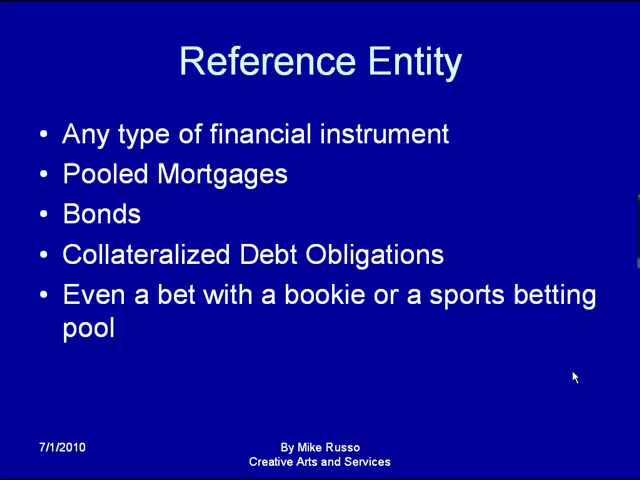 Reference Entity
• Any type of financial instrument
• Pooled Mortgages
• Bonds
• Collateralized Debt Obligations
• Even a bet with a bookie or a sports betting
pool
7/1/2010
By Mike Russo
Creative Arts and Services